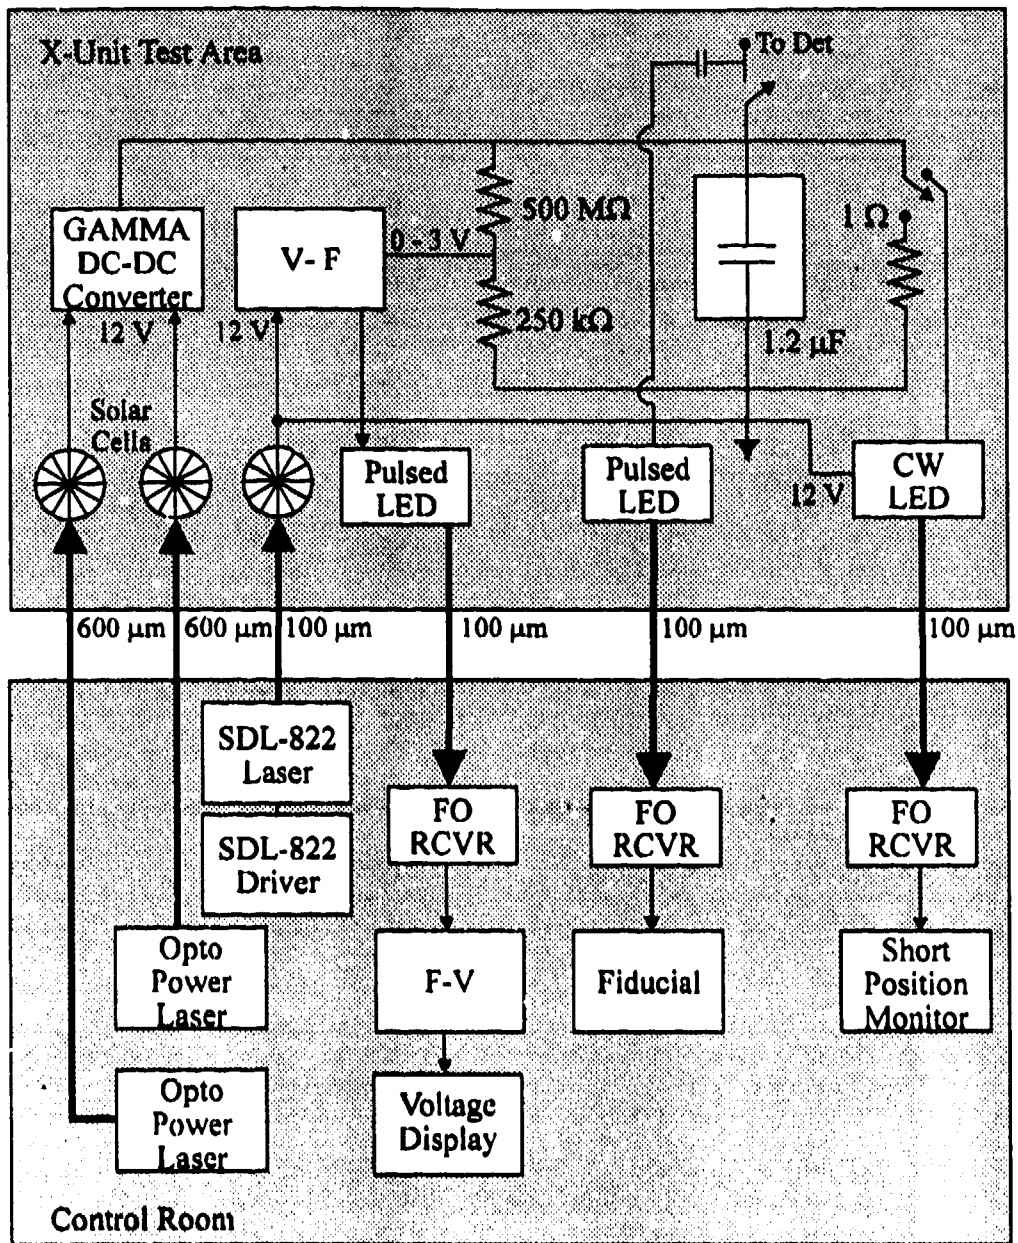 X-Unit Test Area
To Det
GAMMA
DC-DC
Converter
V- F
0 - 3 V
500 MΩ
250 kΩ
1 Ω
1.2 µF
12 V
12 V
Solar
Cella
Pulsed
LED
Pulsed
LED
12 V
CW
LED
600 µm
600 µm
100 µm
100 µm
100 µm
100 µm
SDL-822
Laser
SDL-822
Driver
FO
RCVR
FO
RCVR
FO
RCVR
Opto
Power
Laser
F-V
Fiducial
Short
Position
Monitor
Opto
Power
Laser
Voltage
Display
Control Room